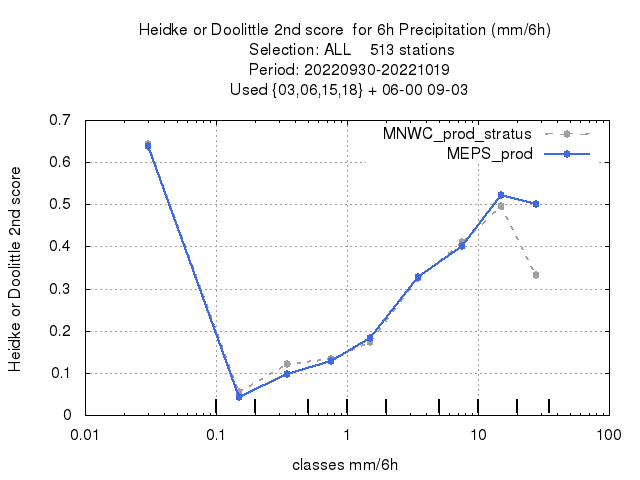 Heidke or Doolittle 2nd score  for 6h Precipitation (mm/6h)
Selection: ALL    513 stations
Period: 20220930-20221019
Used {03,06,15,18} + 06-00 09-03
MNWC_prod_stratus
MEPS_prod
Heidke or Doolittle 2nd score
0.7
0.6
0.5
0.4
0.3
0.2
0.1
0
0.01 0.1 1 10 100
classes mm/6h